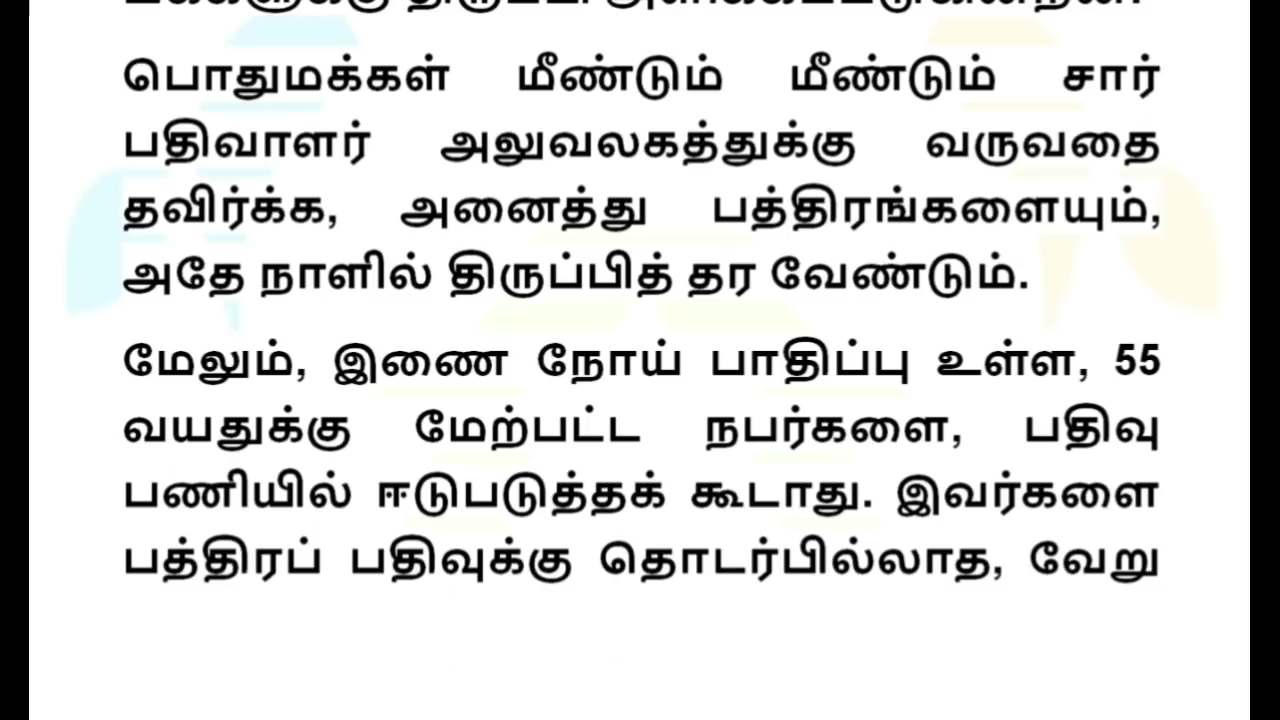 பொதுமக்கள் மீண்டும் மீண்டும் சார்
பதிவாளர் அலுவலகத்துக்கு வருவதை
தவிர்க்க, அனைத்து பத்திரங்களையும்,
அதே நாளில் திருப்பித் தர வேண்டும்.
மேலும், இணை நோய் பாதிப்பு உள்ள, 55
வயதுக்கு மேற்பட்ட நபர்களை, பதிவு
பணியில் ஈடுபடுத்தக் கூடாது. இவர்களை
பத்திரப் பதிவுக்கு தொடர்பில்லாத, வேறு